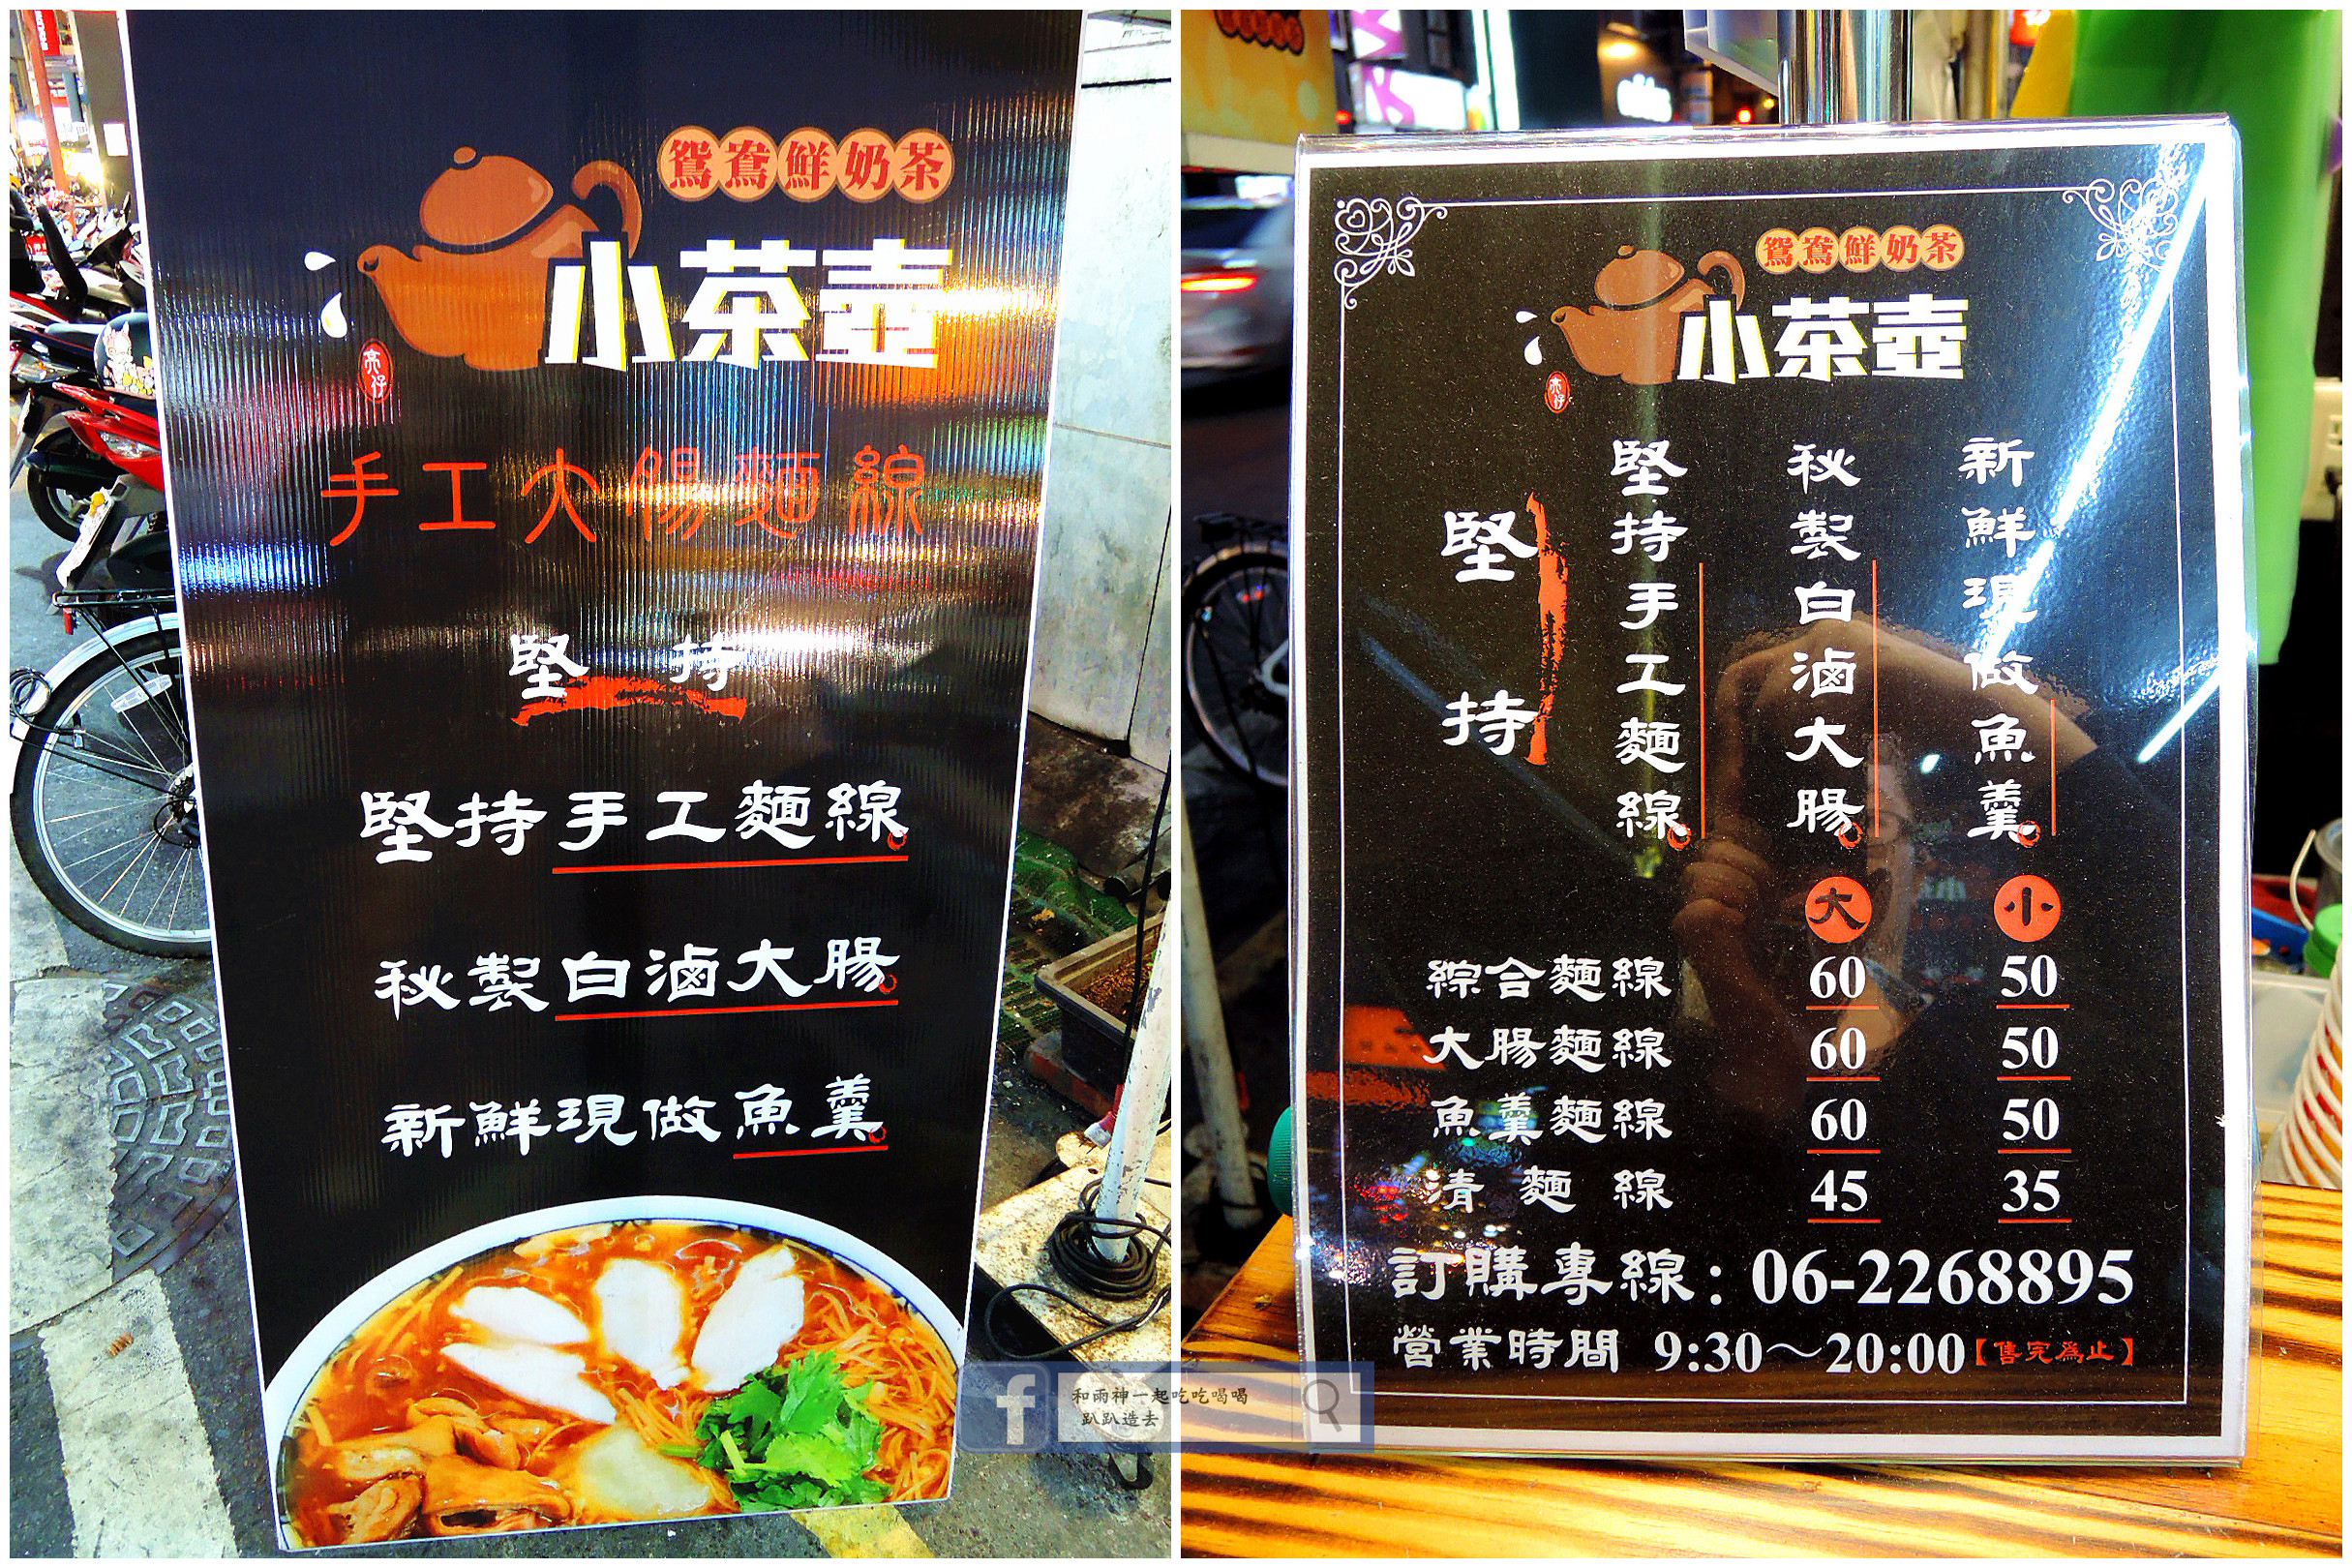 鴛鴦鮮奶茶
小茶壺
亮仔
手工大腸麵線
堅持
堅持手工麵線
秘製白滷大腸
新鮮現做魚羹
鴛鴦鮮奶茶
小茶壺
亮仔
新鮮現做魚羹
秘製白滷大腸
堅持手工麵線
堅持
大 小
綜合麵線 60 50
大腸麵線 60 50
魚羹麵線 60 50
清麵線 45 35
訂購專線：06-2268895
營業時間 9:30～20:00【售完為止】
f 和雨神一起吃吃喝喝
趴趴造去